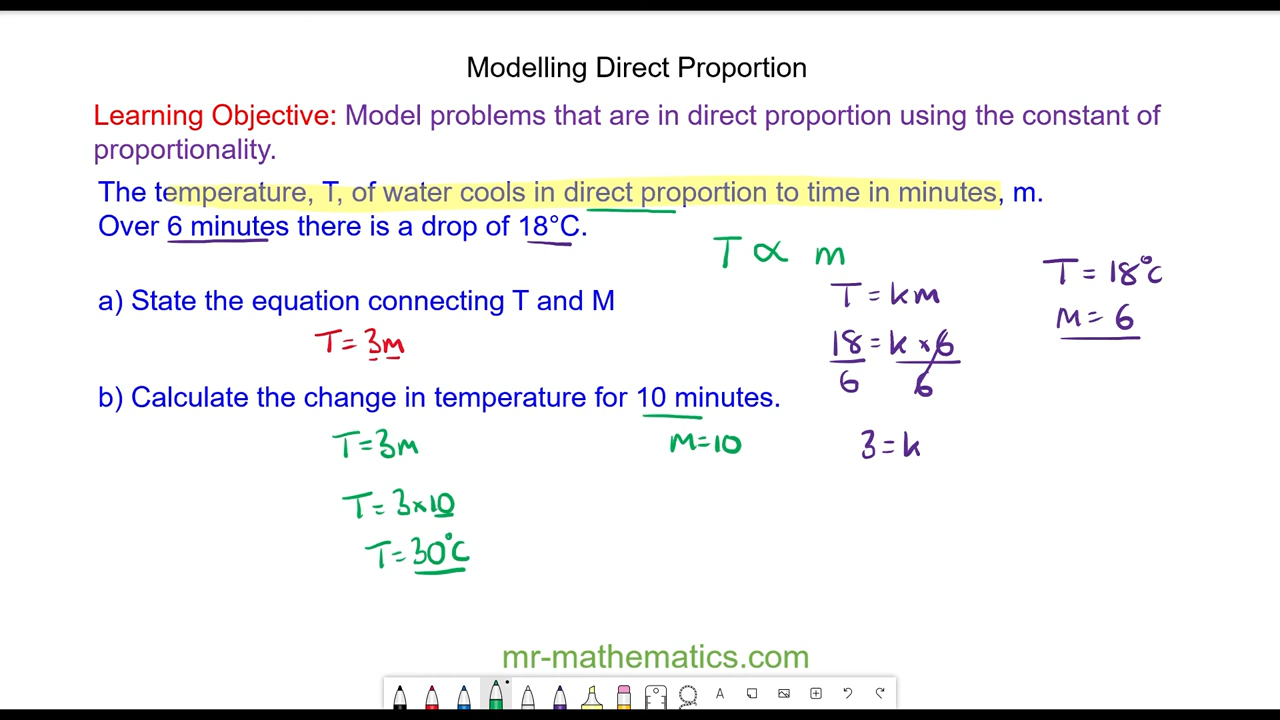 Modelling Direct Proportion
Learning Objective: Model problems that are in direct proportion using the constant of
proportionality.
The temperature, T, of water cools in direct proportion to time in minutes, m.
Over 6 minutes there is a drop of 18°C.
T ∝ m
T = 18°C
T = km
M = 6
a) State the equation connecting T and M
T = 3m
18 = k × 6
6 6
b) Calculate the change in temperature for 10 minutes.
T = 3m
M = 10
3 = k
T = 3 × 10
T = 30°C
mr-mathematics.com
A